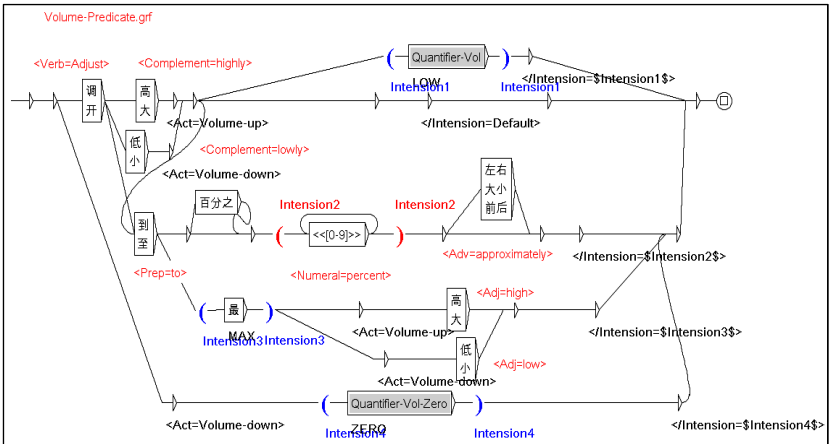 Volume-Predicate.grf
<Verb=Adjust>
<Complement=highly>
Quantifier-Vol
LOW
Intension1
Intension1
</Intension=$Intension1$>
调
开
高
大
<Act=Volume-up>
</Intension=Default>
低
小
<Complement=lowly>
<Act=Volume-down>
百分之
Intension2
Intension2
左右
大小
前后
到
至
<<[0-9]>>
<Prep=to>
<Numeral=percent>
<Adv=approximately>
</Intension=$Intension2$>
最
MAX
Intension3
Intension3
<Act=Volume-up>
高
大
<Adj=high>
</Intension=$Intension3$>
低
小
<Adj=low>
<Act=Volume-down>
Quantifier-Vol-Zero
ZERO
<Act=Volume-down>
Intension4
Intension4
</Intension=$Intension4$>